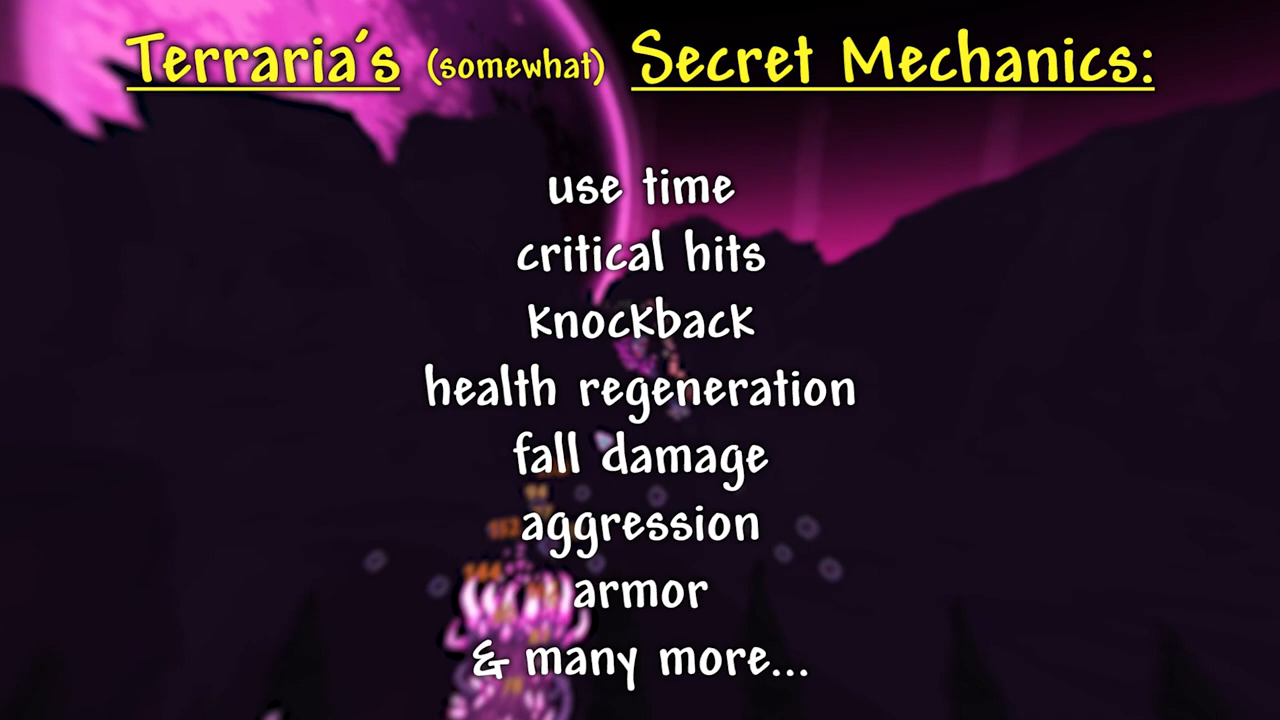 Terraria's (somewhat) Secret Mechanics:
use time
critical hits
knockback
health regeneration
fall damage
aggression
armor
& many more...